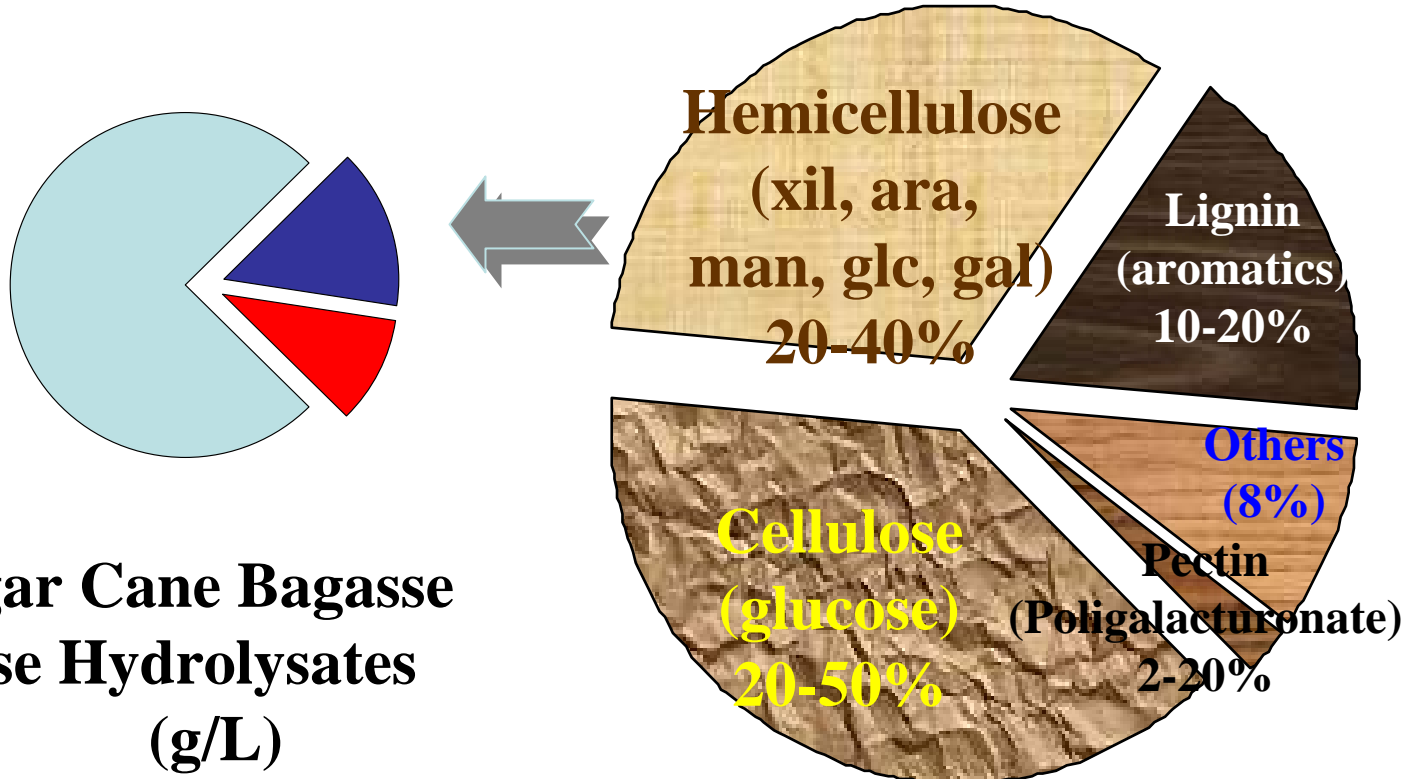 Hemicellulose
(xil, ara,
man, glc, gal)
20-40%
Lignin
(aromatics)
10-20%
Others
(8%)
Pectin
(Poligalacturonate)
2-20%
Cellulose
(glucose)
20-50%
gar Cane Bagasse
se Hydrolysates
(g/L)